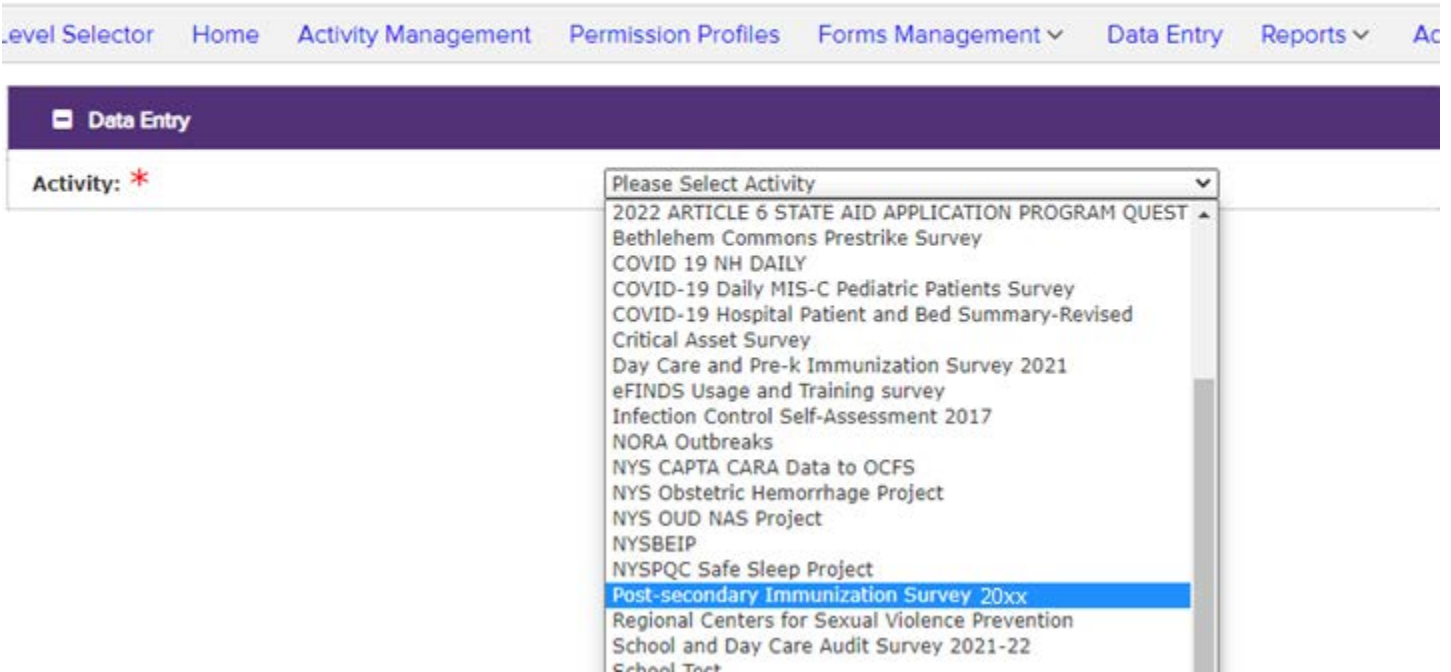 Level Selector Home Activity Management Permission Profiles Forms Management Data Entry Reports
Data Entry
Activity: *
Please Select Activity
2022 ARTICLE 6 STATE AID APPLICATION PROGRAM QUEST
Bethlehem Commons Prestrike Survey
COVID 19 NH DAILY
COVID-19 Daily MIS-C Pediatric Patients Survey
COVID-19 Hospital Patient and Bed Summary-Revised
Critical Asset Survey
Day Care and Pre-k Immunization Survey 2021
eFINDS Usage and Training survey
Infection Control Self-Assessment 2017
NORA Outbreaks
NYS CAPTA CARA Data to OCFS
NYS Obstetric Hemorrhage Project
NYS OUD NAS Project
NYSBEIP
NYSPQC Safe Sleep Project
Post-secondary Immunization Survey 20xx
Regional Centers for Sexual Violence Prevention
School and Day Care Audit Survey 2021-22
School Test